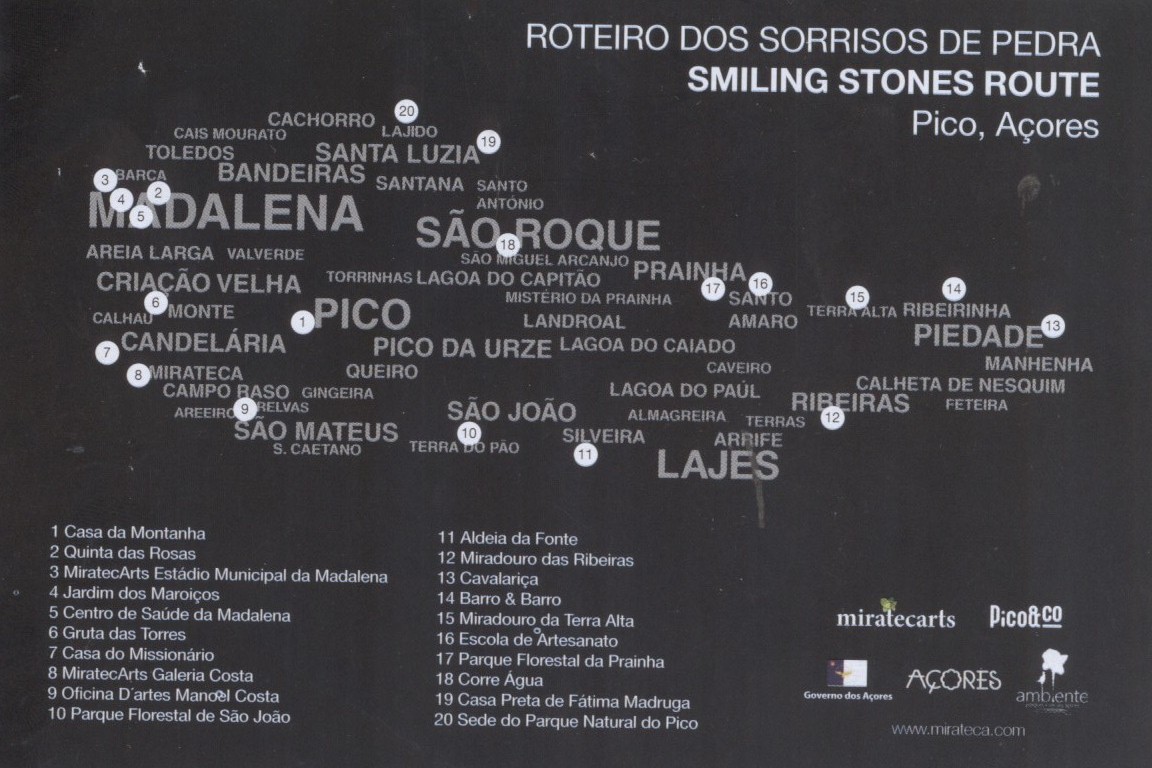 ROTEIRO DOS SORRISOS DE PEDRA
SMILING STONES ROUTE
Pico, Açores
20
CACHORRO
LAJIDO
CAIS MOURATO
19
TOLEDOS
SANTA LUZIA
BANDEIRAS
3 BARCA
SANTANA
SANTO
ANTÓNIO
2
4
MADALENA
5
SÃO ROQUE
18
AREIA LARGA
VALVERDE
SÃO MIGUEL ARCANJO
PRAINHA
CRIAÇÃO VELHA
TORRINHAS
LAGOA DO CAPITÃO
17
16
SANTO
AMARO
MISTÉRIO DA PRAINHA
15
TERRA ALTA
14
RIBEIRINHA
6
MONTE
CALHAU
1
PICO
LANDROAL
PIEDADE
13
7
CANDELÁRIA
PICO DA URZE
LAGOA DO CAIADO
MANHENHA
8
MIRATECA
QUEIRO
CAVEIRO
CALHETA DE NESQUIM
CAMPO RASO
GINGEIRA
LAGOA DO PAÚL
RIBEIRAS
12
FETEIRA
AREEIRO
9
RELVAS
SÃO JOÃO
ALMAGREIRA
TERRAS
SÃO MATEUS
10
SILVEIRA
ARRIFE
S. CAETANO
TERRA DO PÃO
11
LAJES
1 Casa da Montanha
2 Quinta das Rosas
3 MiratecArts Estádio Municipal da Madalena
4 Jardim dos Maroiços
5 Centro de Saúde da Madalena
6 Gruta das Torres
7 Casa do Missionário
8 MiratecArts Galeria Costa
9 Oficina D´artes Manoel Costa
10 Parque Florestal de São João
11 Aldeia da Fonte
12 Miradouro das Ribeiras
13 Cavalariça
14 Barro & Barro
15 Miradouro da Terra Alta
16 Escola de Artesanato
17 Parque Florestal da Prainha
18 Corre Água
19 Casa Preta de Fátima Madruga
20 Sede do Parque Natural do Pico
miratecarts
Pico&co
Governo dos Açores
AÇORES
ambiente
www.mirateca.com